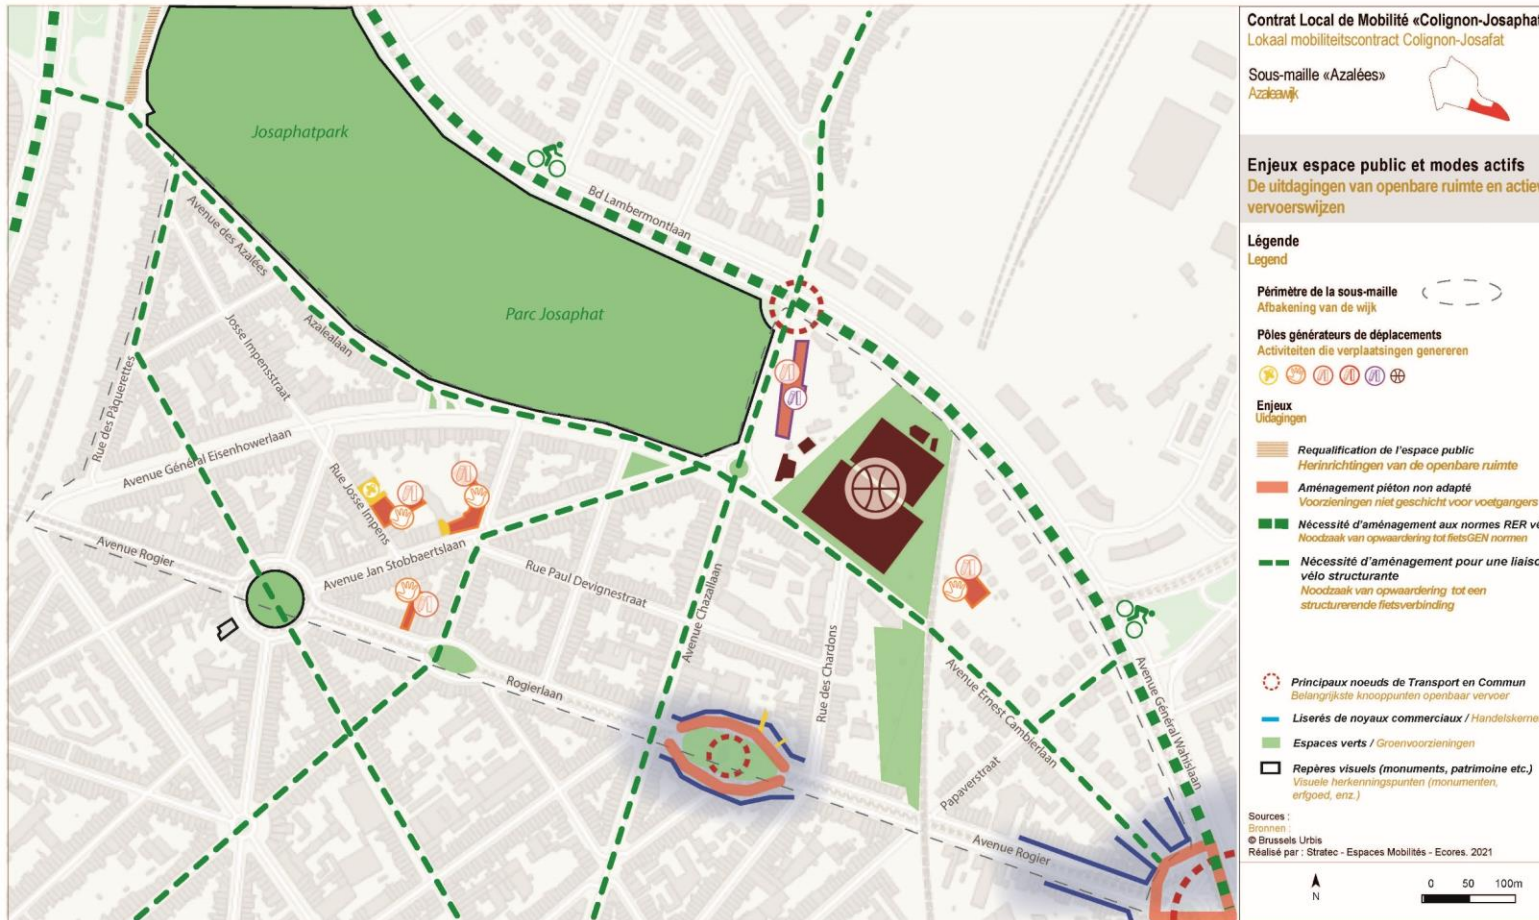 Contrat Local de Mobilité «Colignon-Josaphat
Lokaal mobiliteitscontract Colignon-Josafat
Sous-maille «Azalées»
Azaleawijk
Enjeux espace public et modes actifs
De uitdagingen van openbare ruimte en actiev
vervoerswijzen
Légende
Legend
Périmètre de la sous-maille
Afbakening van de wijk
Pôles générateurs de déplacements
Activiteiten die verplaatsingen genereren
Enjeux
Uidagingen
Requalification de l'espace public
Herinrichtingen van de openbare ruimte
Aménagement piéton non adapté
Voorzieningen niet geschicht voor voetgangers
Nécessité d'aménagement aux normes RER vé
Noodzaak van opwaardering tot fietsGEN normen
Nécessité d'aménagement pour une liaiso
vélo structurante
Noodzaak van opwaardering tot een
structurerende fietsverbinding
Principaux noeuds de Transport en Commun
Belangrijkste knooppunten openbaar vervoer
Liserés de noyaux commerciaux / Handelskerne
Espaces verts / Groenvoorzieningen
Repères visuels (monuments, patrimoine etc.)
Visuele herkenningspunten (monumenten,
erfgoed, enz.)
Sources :
Bronnen :
© Brussels Urbis
Réalisé par : Stratec - Espaces Mobilités - Ecores. 2021
N
0 50 100m
Josaphatpark
Bd Lambermontlaan
Avenue des Azalées
Azalealaan
Parc Josaphat
Josse Impensstraat
Rue des Pâquerettes
Avenue Général Eisenhowerlaan
Rue Josse Impens
Avenue Rogier
Avenue Jan Stobbaertslaan
Rue Paul Devignestraat
Avenue Chazallaan
Rue des Chardons
Rogierlaan
Avenue Ernest Cambierlaan
Avenue Général Wahislaan
Papaverstraat
Avenue Rogier